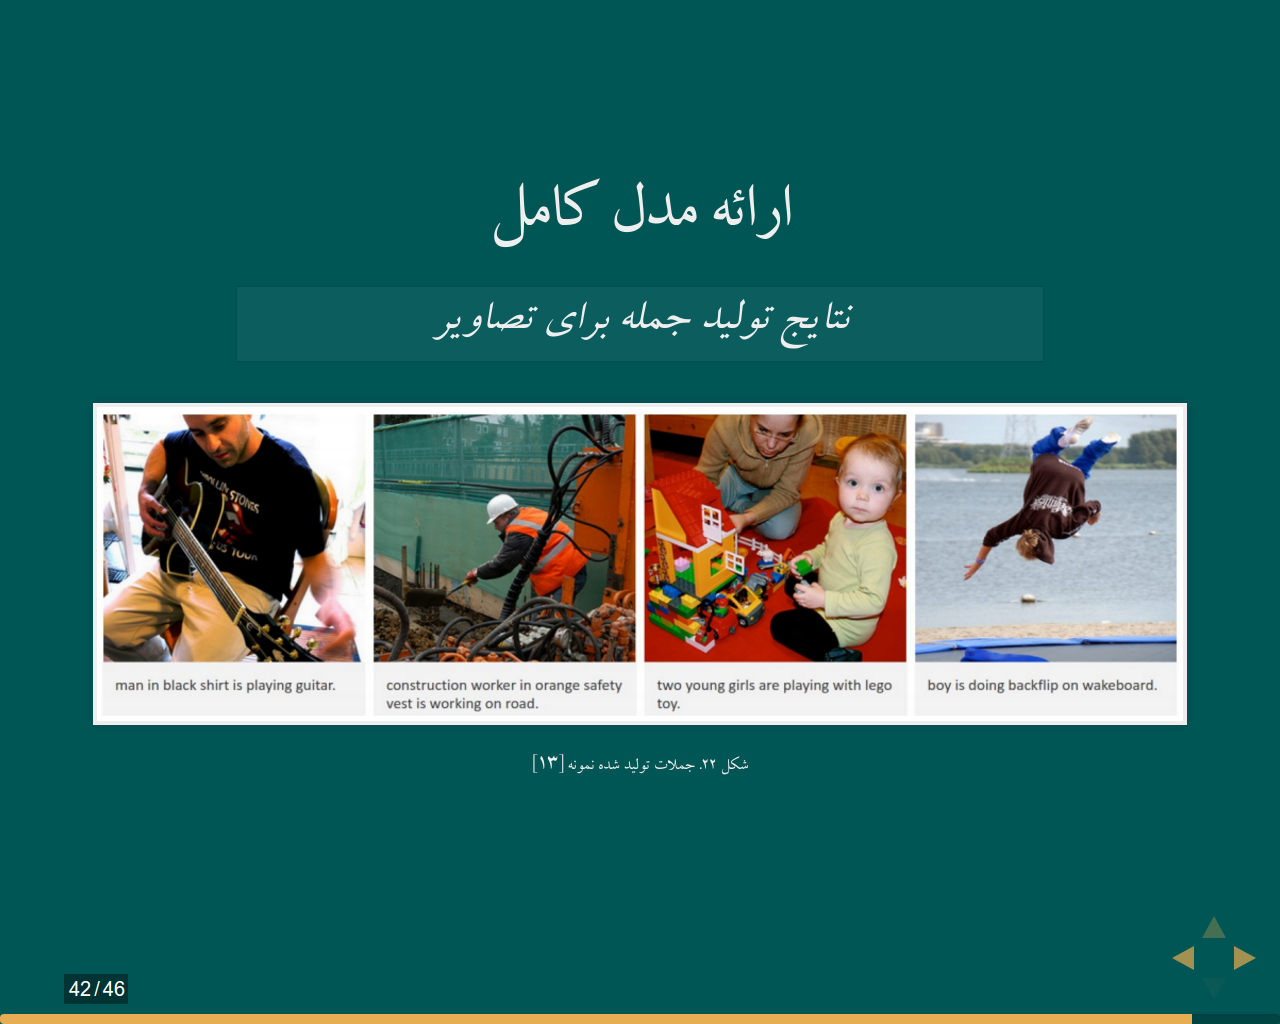 ارائه مدل کامل
نتایج تولید جمله برای تصاویر
man in black shirt is playing guitar.
construction worker in orange safety
vest is working on road.
two young girls are playing with lego
toy.
boy is doing backflip on wakeboard.
شکل ۲۲. جملات تولید شده نمونه [۱۳]
42/46